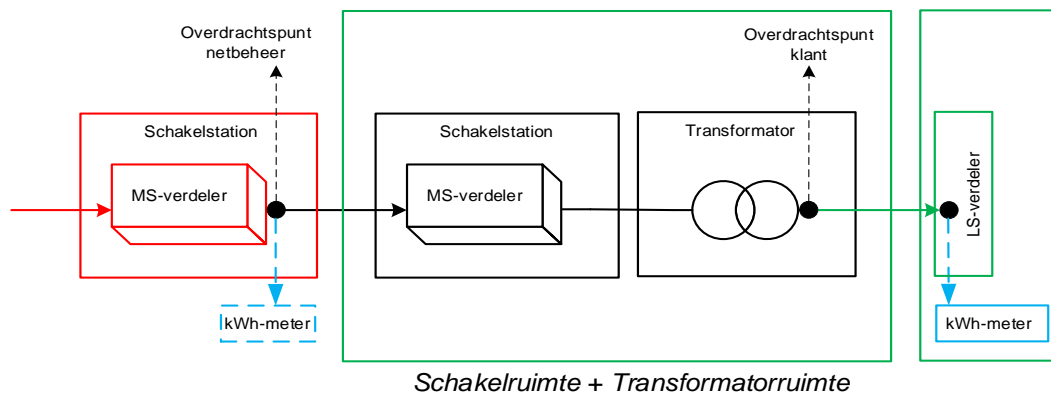 Overdrachtspunt
netbeheer
Overdrachtspunt
klant
Schakelstation
Schakelstation
Transformator
MS-verdeler
MS-verdeler
LS-verdeler
kWh-meter
kWh-meter
Schakelruimte + Transformatorruimte